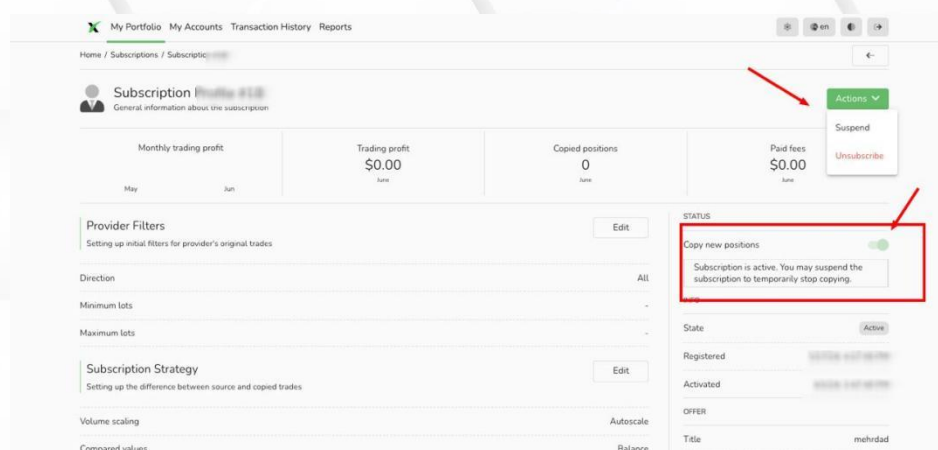 My Portfolio My Accounts Transaction History Reports
en
Home / Subscriptions / Subscription
Subscription
General information about the subscription
Actions
Suspend
Unsubscribe
Monthly trading profit
May Jun
Trading profit
$0.00
June
Copied positions
0
June
Paid fees
$0.00
June
Provider Filters
Setting up initial filters for provider's original trades
Edit
Direction All
Minimum lots -
Maximum lots -
Subscription Strategy
Setting up the difference between source and copied trades
Edit
Volume scaling Autoscale
Compared values Balance
STATUS
Copy new positions
Subscription is active. You may suspend the
subscription to temporarily stop copying.
INFO
State Active
Registered
Activated
OFFER
Title mehrdad